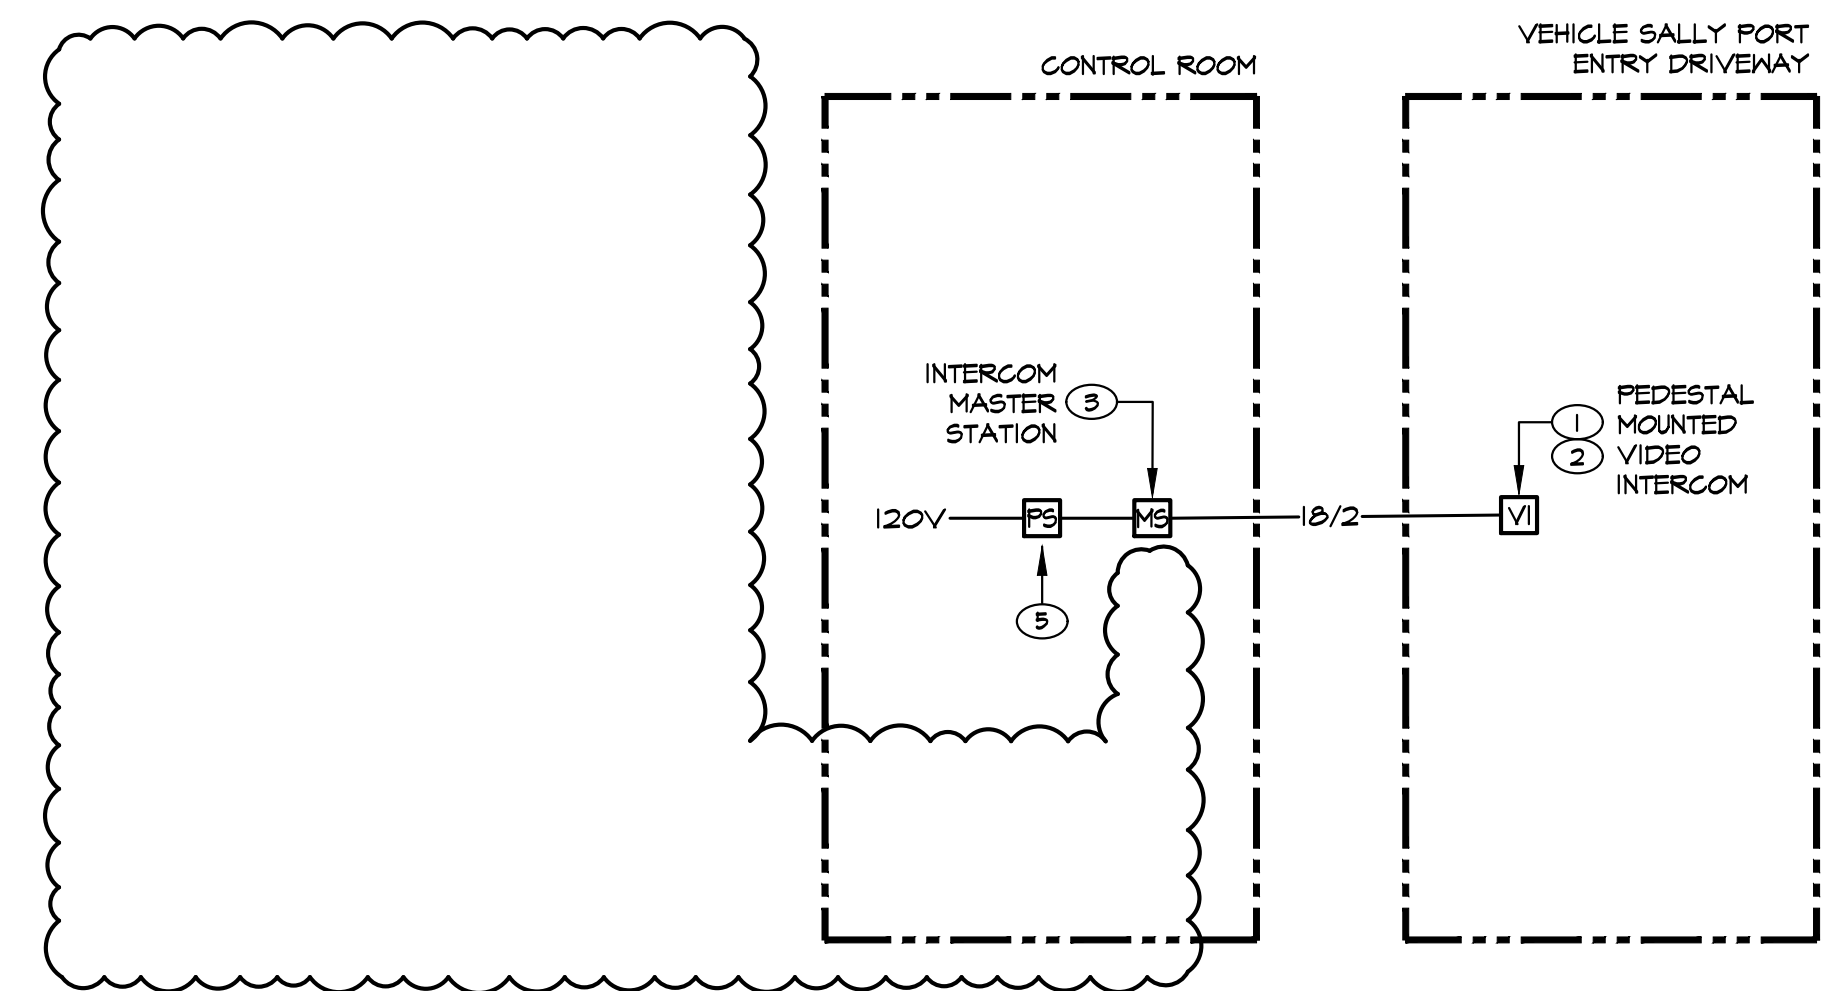 CONTROL ROOM
VEHICLE SALLY PORT
ENTRY DRIVEWAY
INTERCOM
MASTER
STATION
3
1
2
PEDESTAL
MOUNTED
VIDEO
INTERCOM
120V
PS
MS
18/2
VI
5